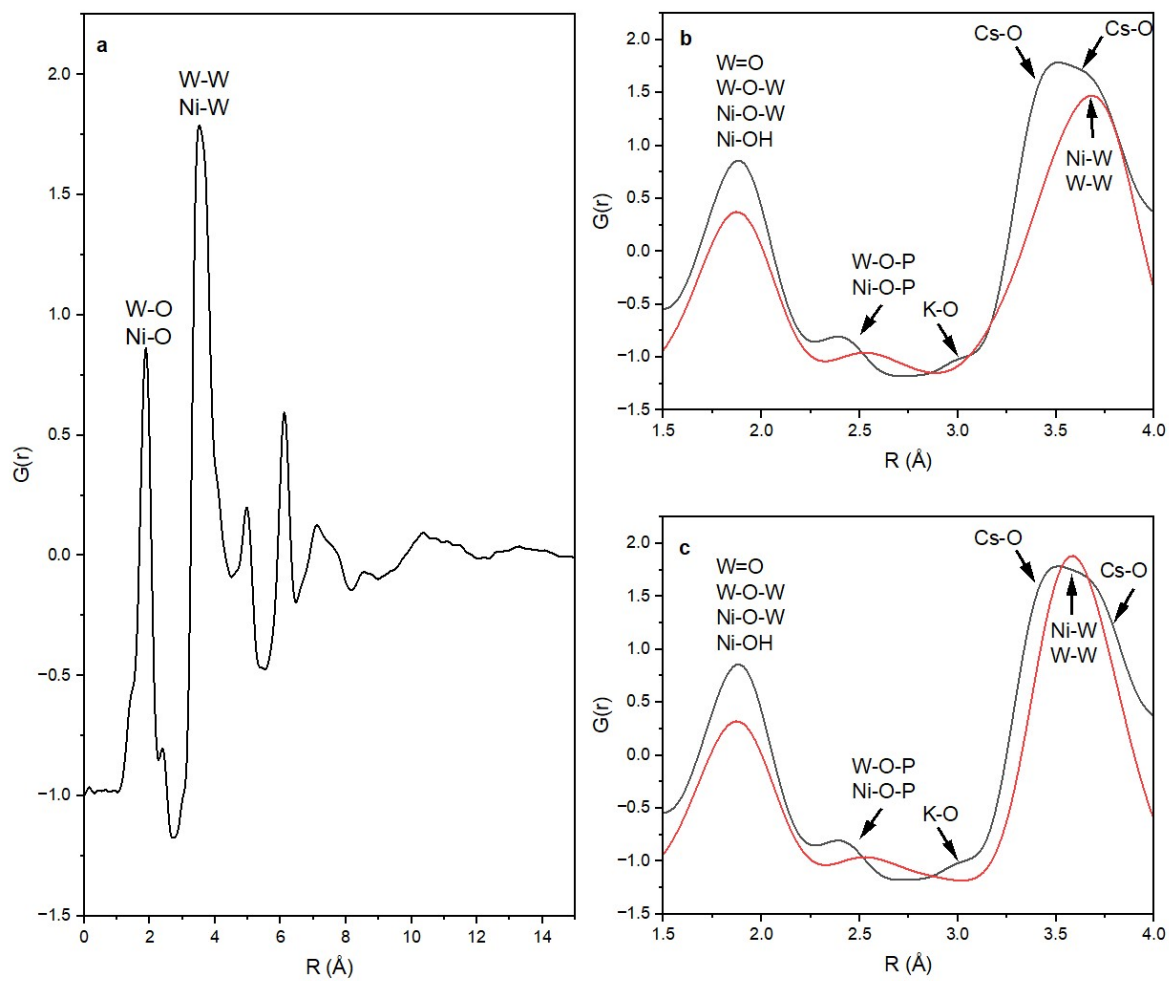 a
W-W
Ni-W
W-O
Ni-O
2.0
1.5
1.0
0.5
0.0
−0.5
−1.0
−1.5
G(r)
0 2 4 6 8 10 12 14
R (Å)
b
Cs-O
Cs-O
W=O
W-O-W
Ni-O-W
Ni-OH
Ni-W
W-W
W-O-P
Ni-O-P
K-O
2.0
1.5
1.0
0.5
0.0
−0.5
−1.0
−1.5
G(r)
1.5 2.0 2.5 3.0 3.5 4.0
R (Å)
c
Cs-O
Cs-O
W=O
W-O-W
Ni-O-W
Ni-OH
Ni-W
W-W
W-O-P
Ni-O-P
K-O
2.0
1.5
1.0
0.5
0.0
−0.5
−1.0
−1.5
G(r)
1.5 2.0 2.5 3.0 3.5 4.0
R (Å)